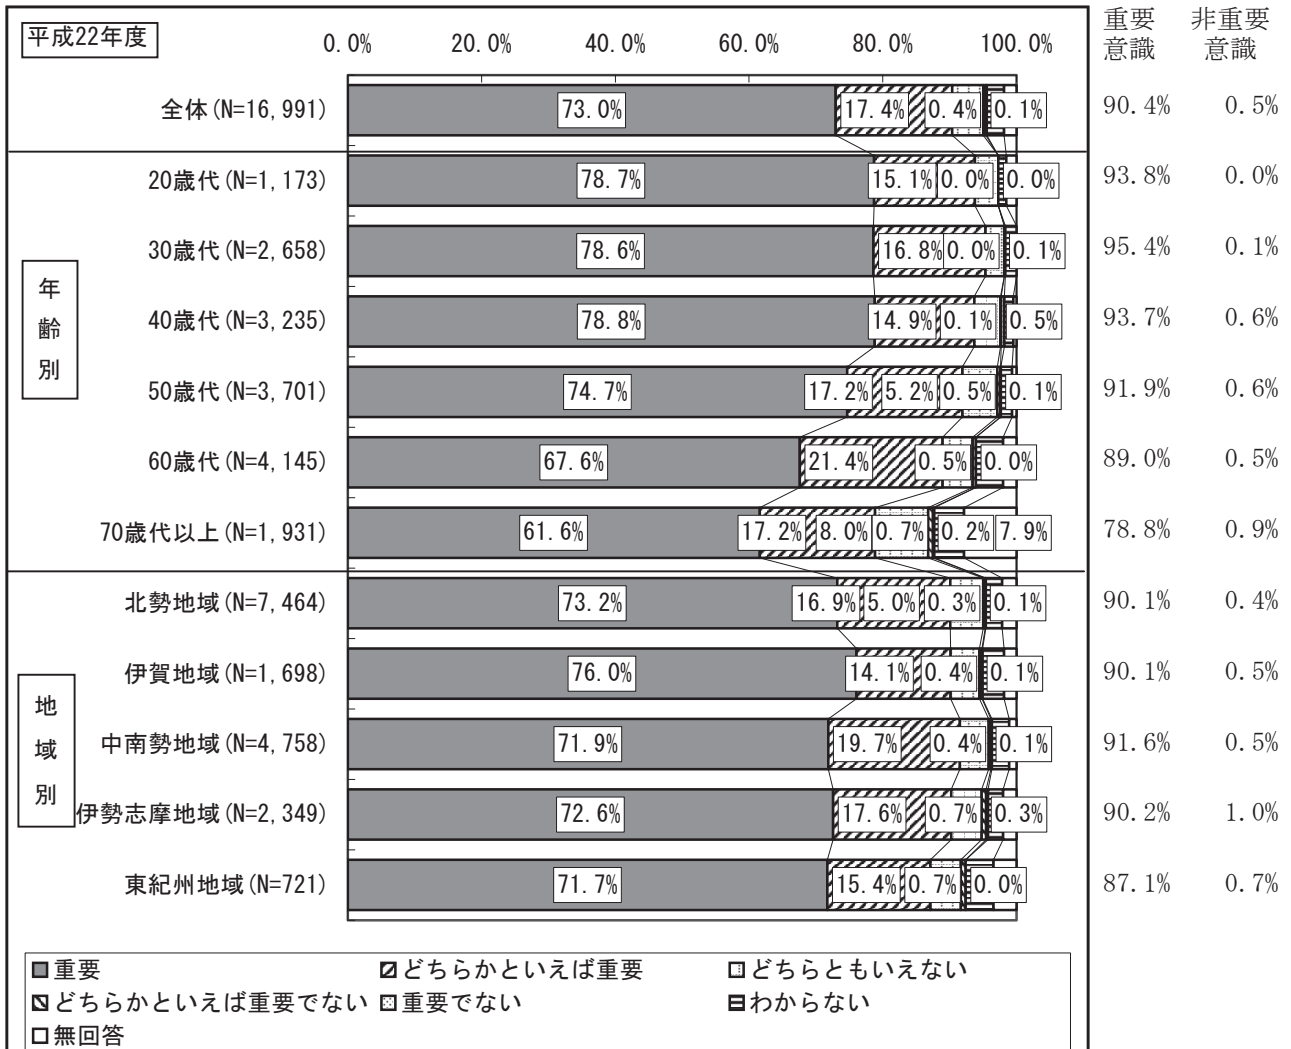 平成22年度
0.0% 20.0% 40.0% 60.0% 80.0% 100.0%
重要意識 非重要意識
全体(N=16,991) 73.0% 17.4% 0.4% 0.1% 90.4% 0.5%
年齢別
20歳代(N=1,173) 78.7% 15.1% 0.0% 0.0% 93.8% 0.0%
30歳代(N=2,658) 78.6% 16.8% 0.0% 0.1% 95.4% 0.1%
40歳代(N=3,235) 78.8% 14.9% 0.1% 0.5% 93.7% 0.6%
50歳代(N=3,701) 74.7% 17.2% 5.2% 0.5% 0.1% 91.9% 0.6%
60歳代(N=4,145) 67.6% 21.4% 0.5% 0.0% 89.0% 0.5%
70歳代以上(N=1,931) 61.6% 17.2% 8.0% 0.7% 0.2% 7.9% 78.8% 0.9%
地域別
北勢地域(N=7,464) 73.2% 16.9% 5.0% 0.3% 0.1% 90.1% 0.4%
伊賀地域(N=1,698) 76.0% 14.1% 0.4% 0.1% 90.1% 0.5%
中南勢地域(N=4,758) 71.9% 19.7% 0.4% 0.1% 91.6% 0.5%
伊勢志摩地域(N=2,349) 72.6% 17.6% 0.7% 0.3% 90.2% 1.0%
東紀州地域(N=721) 71.7% 15.4% 0.7% 0.0% 87.1% 0.7%
重要 どちらかといえば重要 どちらともいえない
どちらかといえば重要でない 重要でない わからない
無回答